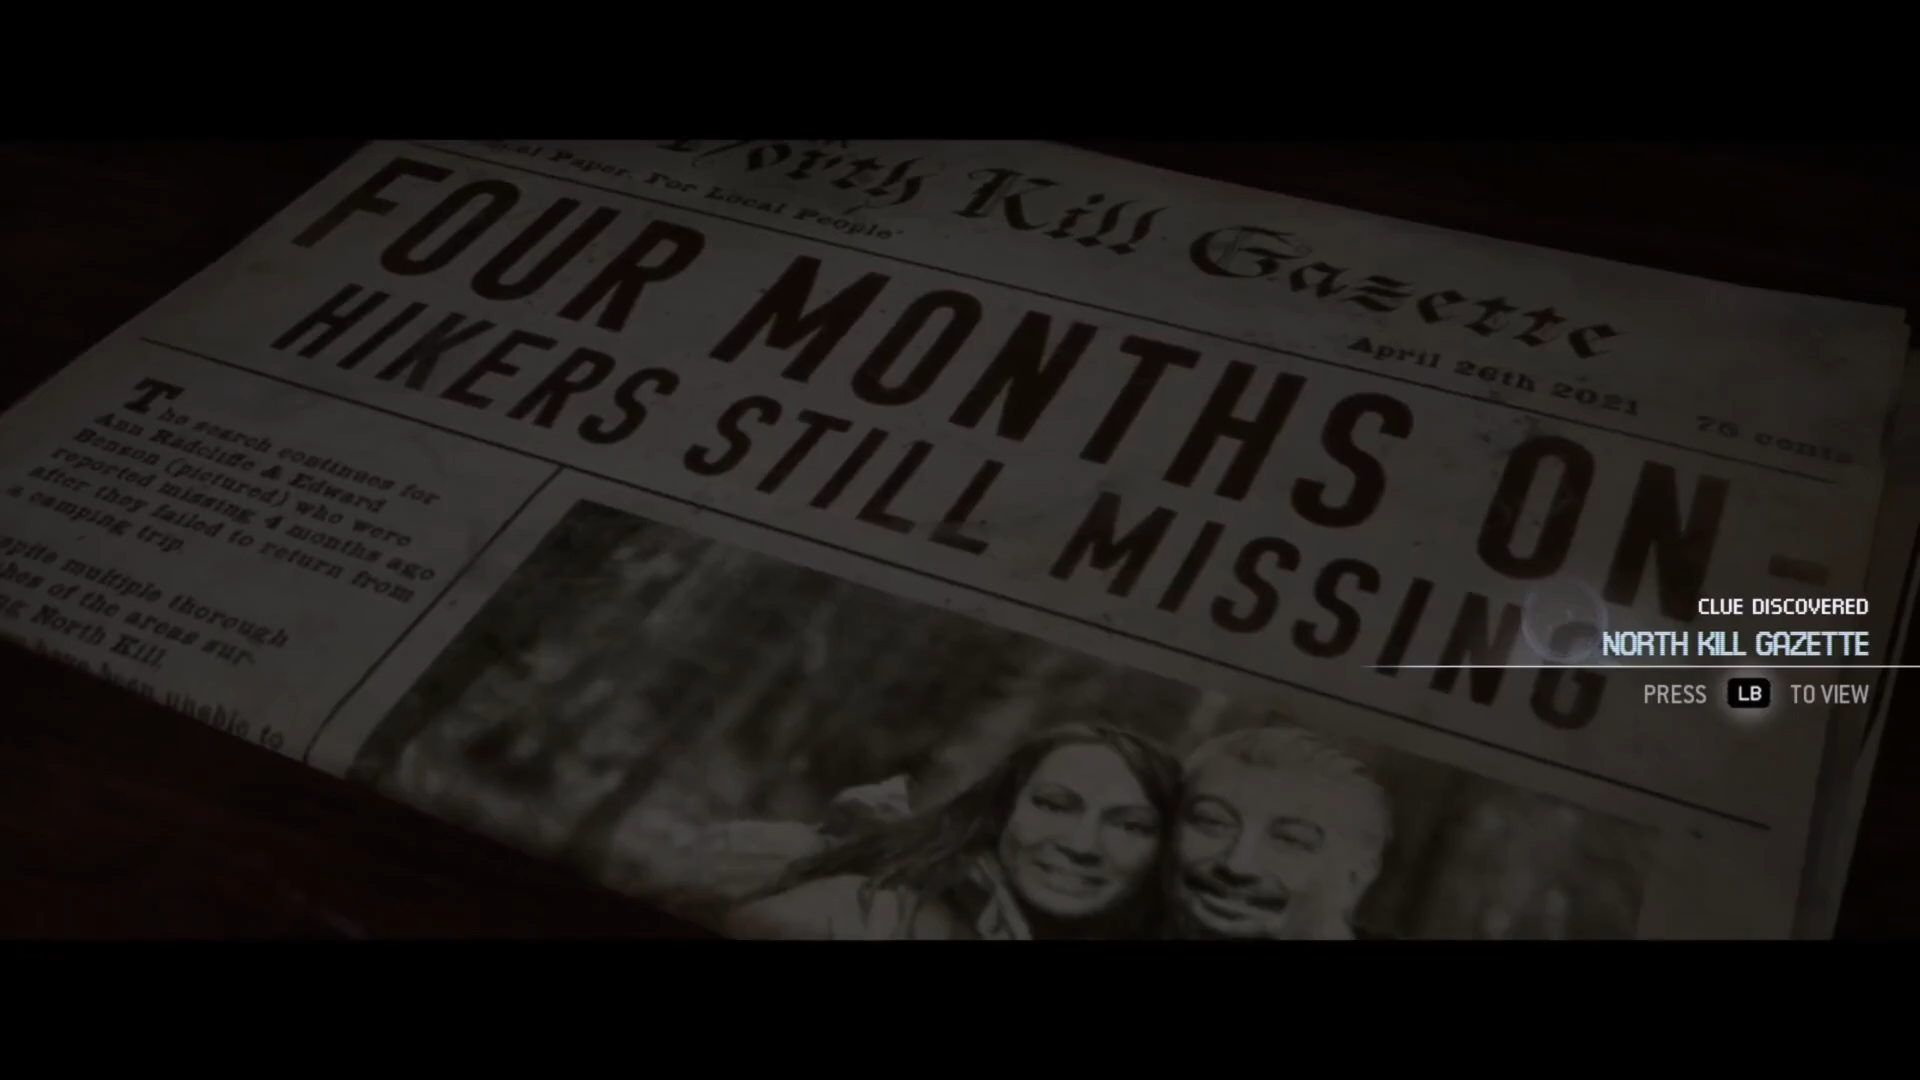 North Kill Gazette
Paper. For Local People'
April 26th 2021
75 cents
FOUR MONTHS ON-
HIKERS STILL MISSING
The search continues for
Ann Radcliffe & Edward
Benson (pictured) who were
reported missing 4 months ago
after they failed to return from
a camping trip.
multiple thorough
of the areas sur-
North Kill
have been unable to
CLUE DISCOVERED
NORTH KILL GAZETTE
PRESS LB TO VIEW